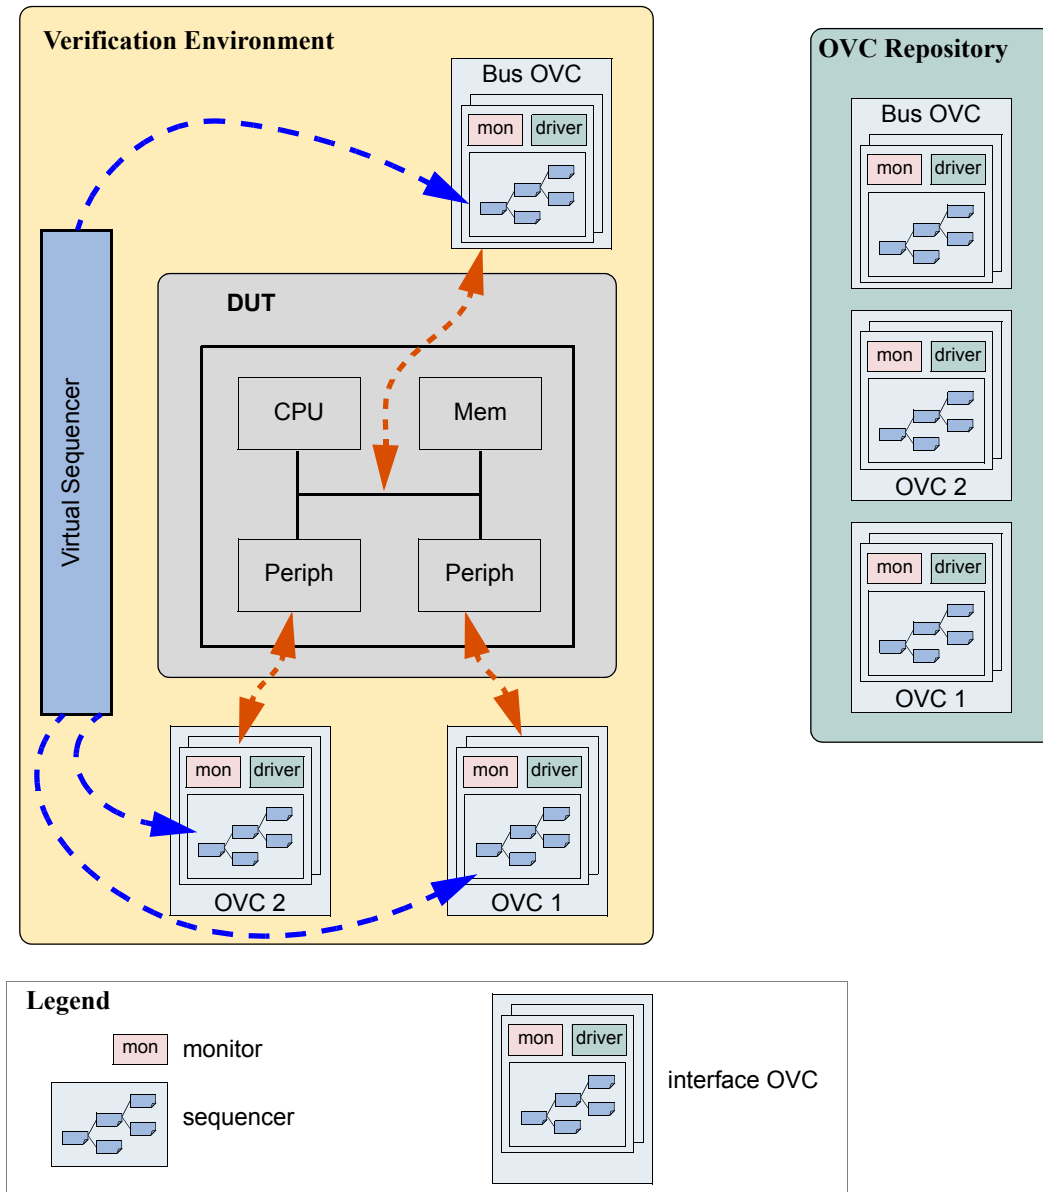 Verification Environment
Bus OVC
mon driver
Virtual Sequencer
DUT
CPU Mem
Periph Periph
mon driver
OVC 2
mon driver
OVC 1
OVC Repository
Bus OVC
mon driver
mon driver
OVC 2
mon driver
OVC 1
Legend
mon monitor
sequencer
mon driver
interface OVC